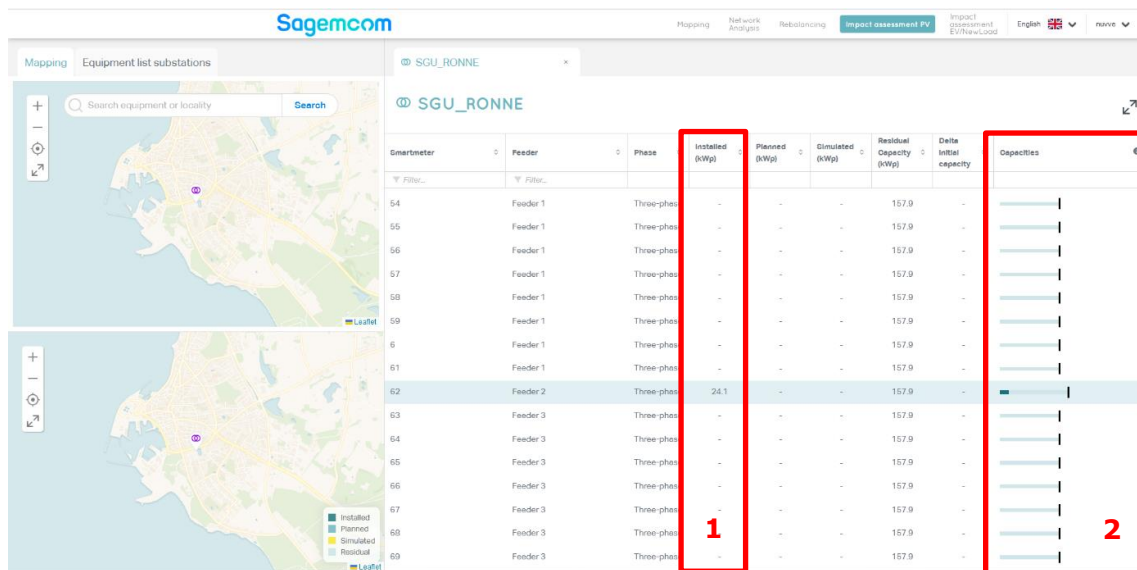 Sagemcom
Mapping Network Analysis Rebalancing Impact assessment PV Impact assessment EV/NewLoad English nuvve
Mapping Equipment list substations
SGU_RONNE ×
Search equipment or locality Search
SGU_RONNE
Smartmeter Feeder Phase Installed (kWp) Planned (kWp) Simulated (kWp) Residual Capacity (kWp) Delta Initial capacity Capacities
Filter... Filter...
54 Feeder 1 Three-phas - - - 157.9 -
55 Feeder 1 Three-phas - - - 157.9 -
56 Feeder 1 Three-phas - - - 157.9 -
57 Feeder 1 Three-phas - - - 157.9 -
58 Feeder 1 Three-phas - - - 157.9 -
59 Feeder 1 Three-phas - - - 157.9 -
6 Feeder 1 Three-phas - - - 157.9 -
61 Feeder 1 Three-phas - - - 157.9 -
62 Feeder 2 Three-phas 24.1 - - 157.9 -
63 Feeder 3 Three-phas - - - 157.9 -
64 Feeder 3 Three-phas - - - 157.9 -
65 Feeder 3 Three-phas - - - 157.9 -
66 Feeder 3 Three-phas - - - 157.9 -
67 Feeder 3 Three-phas - - - 157.9 -
68 Feeder 3 Three-phas - - - 157.9 -
69 Feeder 3 Three-phas - - - 157.9 -
1
2
Leaflet
Installed
Planned
Simulated
Residual
Leaflet